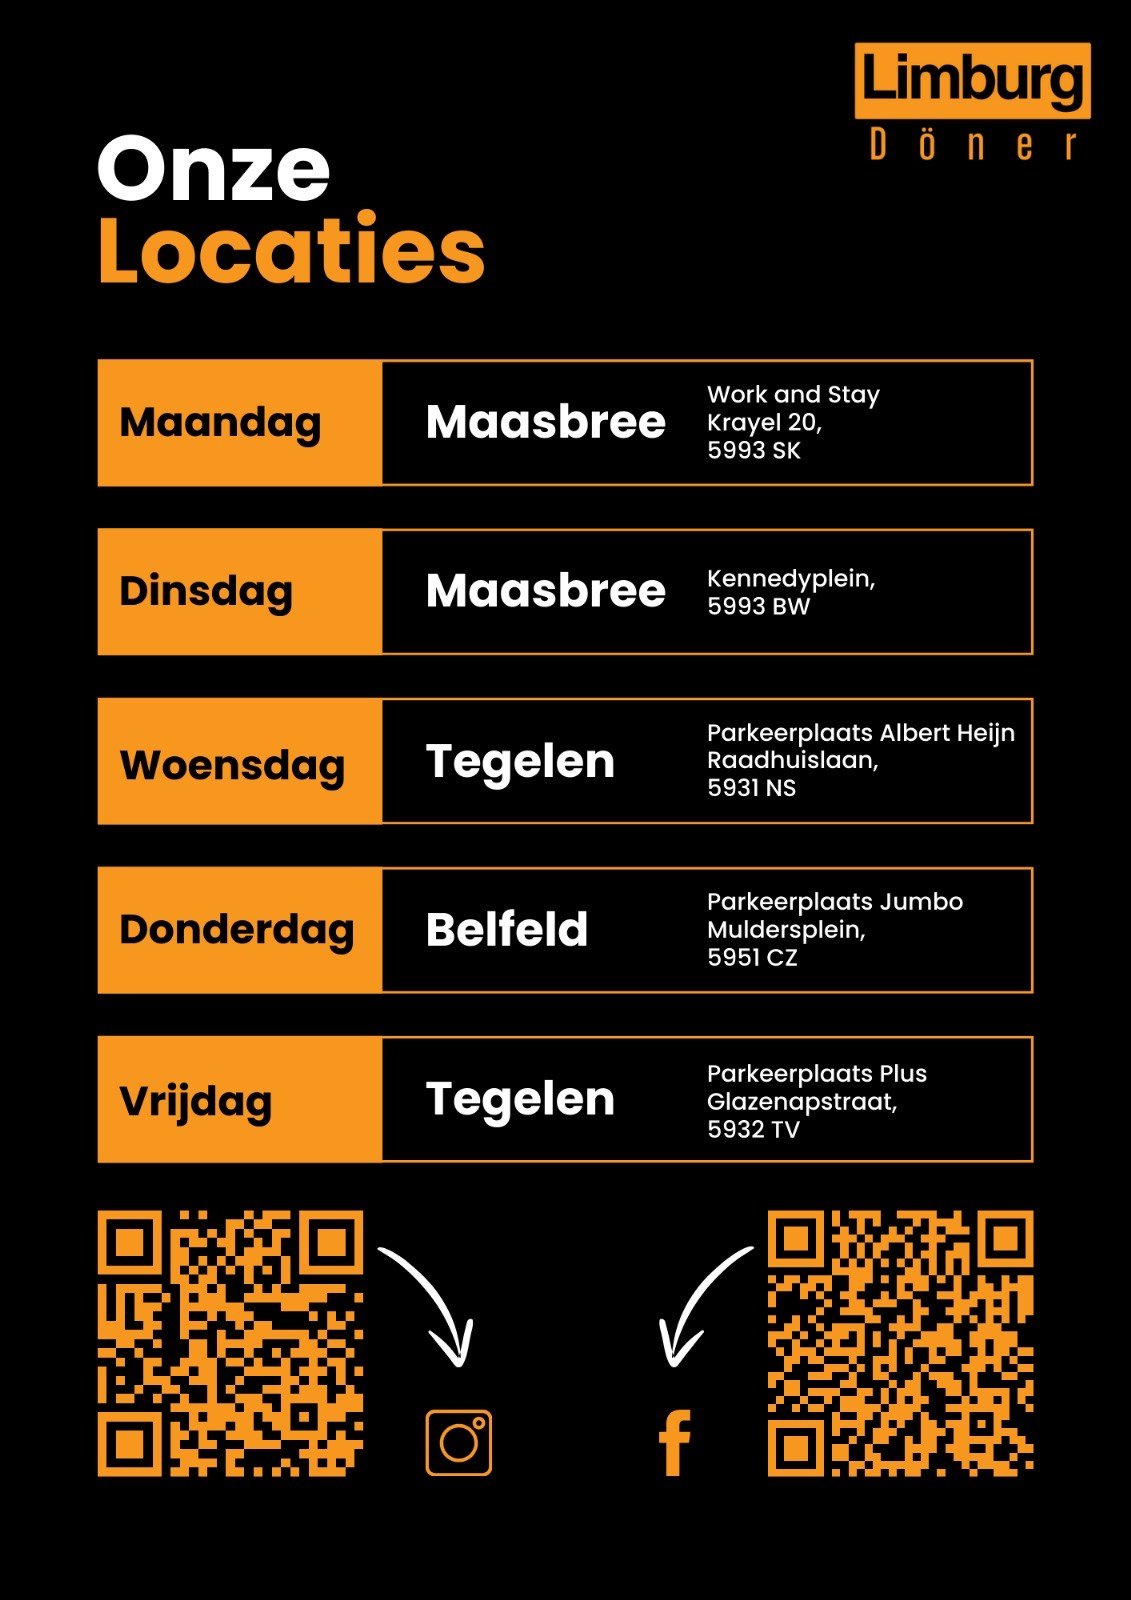 Limburg
Döner
Onze
Locaties
Maandag
Maasbree
Work and Stay
Krayel 20,
5993 SK
Dinsdag
Maasbree
Kennedyplein,
5993 BW
Woensdag
Tegelen
Parkeerplaats Albert Heijn
Raadhuislaan,
5931 NS
Donderdag
Belfeld
Parkeerplaats Jumbo
Muldersplein,
5951 CZ
Vrijdag
Tegelen
Parkeerplaats Plus
Glazenapstraat,
5932 TV